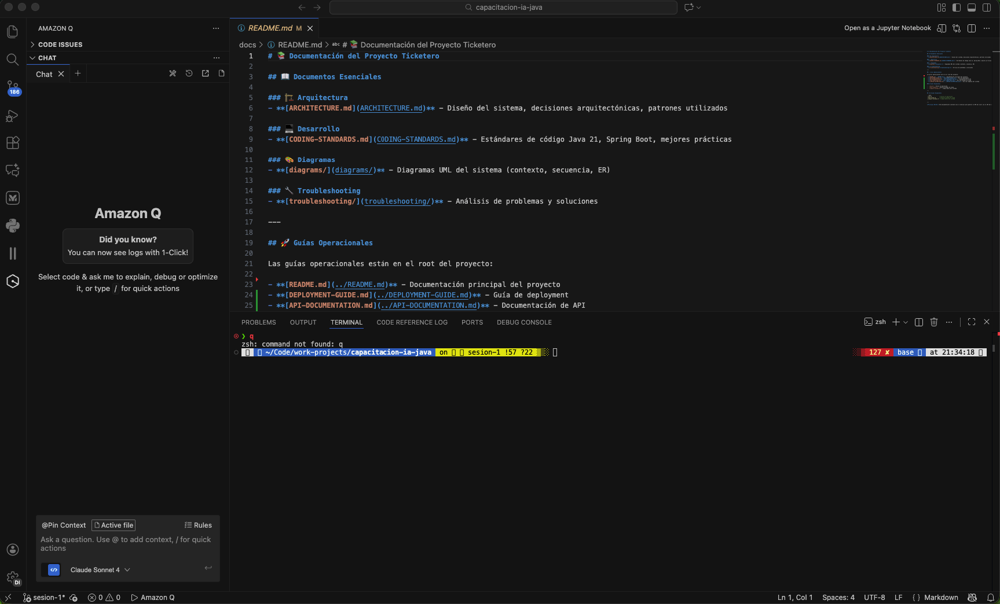 capacitacion-ia-java
AMAZON Q
CODE ISSUES
CHAT
Chat
186
Amazon Q
Did you know?
You can now see logs with 1-Click!
Select code & ask me to explain, debug or optimize
it, or type / for quick actions
@Pin Context Active file Rules
Ask a question. Use @ to add context, / for quick
actions
Claude Sonnet 4
DI
README.md M
Open as a Jupyter Notebook
docs > README.md > abc # 📚 Documentación del Proyecto Ticketero
1 # 📚 Documentación del Proyecto Ticketero
2
3 ## 📖 Documentos Esenciales
4
5 ### 🏗️ Arquitectura
6 - **[ARCHITECTURE.md](ARCHITECTURE.md)** - Diseño del sistema, decisiones arquitectónicas, patrones utilizados
7
8 ### 💻 Desarrollo
9 - **[CODING-STANDARDS.md](CODING-STANDARDS.md)** - Estándares de código Java 21, Spring Boot, mejores prácticas
10
11 ### 🎨 Diagramas
12 - **[diagrams/](diagrams/)** - Diagramas UML del sistema (contexto, secuencia, ER)
13
14 ### 🔧 Troubleshooting
15 - **[troubleshooting/](troubleshooting/)** - Análisis de problemas y soluciones
16
17 ---
18
19 ## 🚀 Guías Operacionales
20
21 Las guías operacionales están en el root del proyecto:
22
23 - **[README.md](../README.md)** - Documentación principal del proyecto
24 - **[DEPLOYMENT-GUIDE.md](../DEPLOYMENT-GUIDE.md)** - Guía de deployment
25 - **[API-DOCUMENTATION.md](../API-DOCUMENTATION.md)** - Documentación de API
PROBLEMS OUTPUT TERMINAL CODE REFERENCE LOG PORTS DEBUG CONSOLE
zsh
❯ q
zsh: command not found: q
~/Code/work-projects/capacitacion-ia-java on sesion-1 !57 ?22 127 ✘ base at 21:34:18
sesion-1* 0 0 Amazon Q Ln 1, Col 1 Spaces: 4 UTF-8 LF {} Markdown